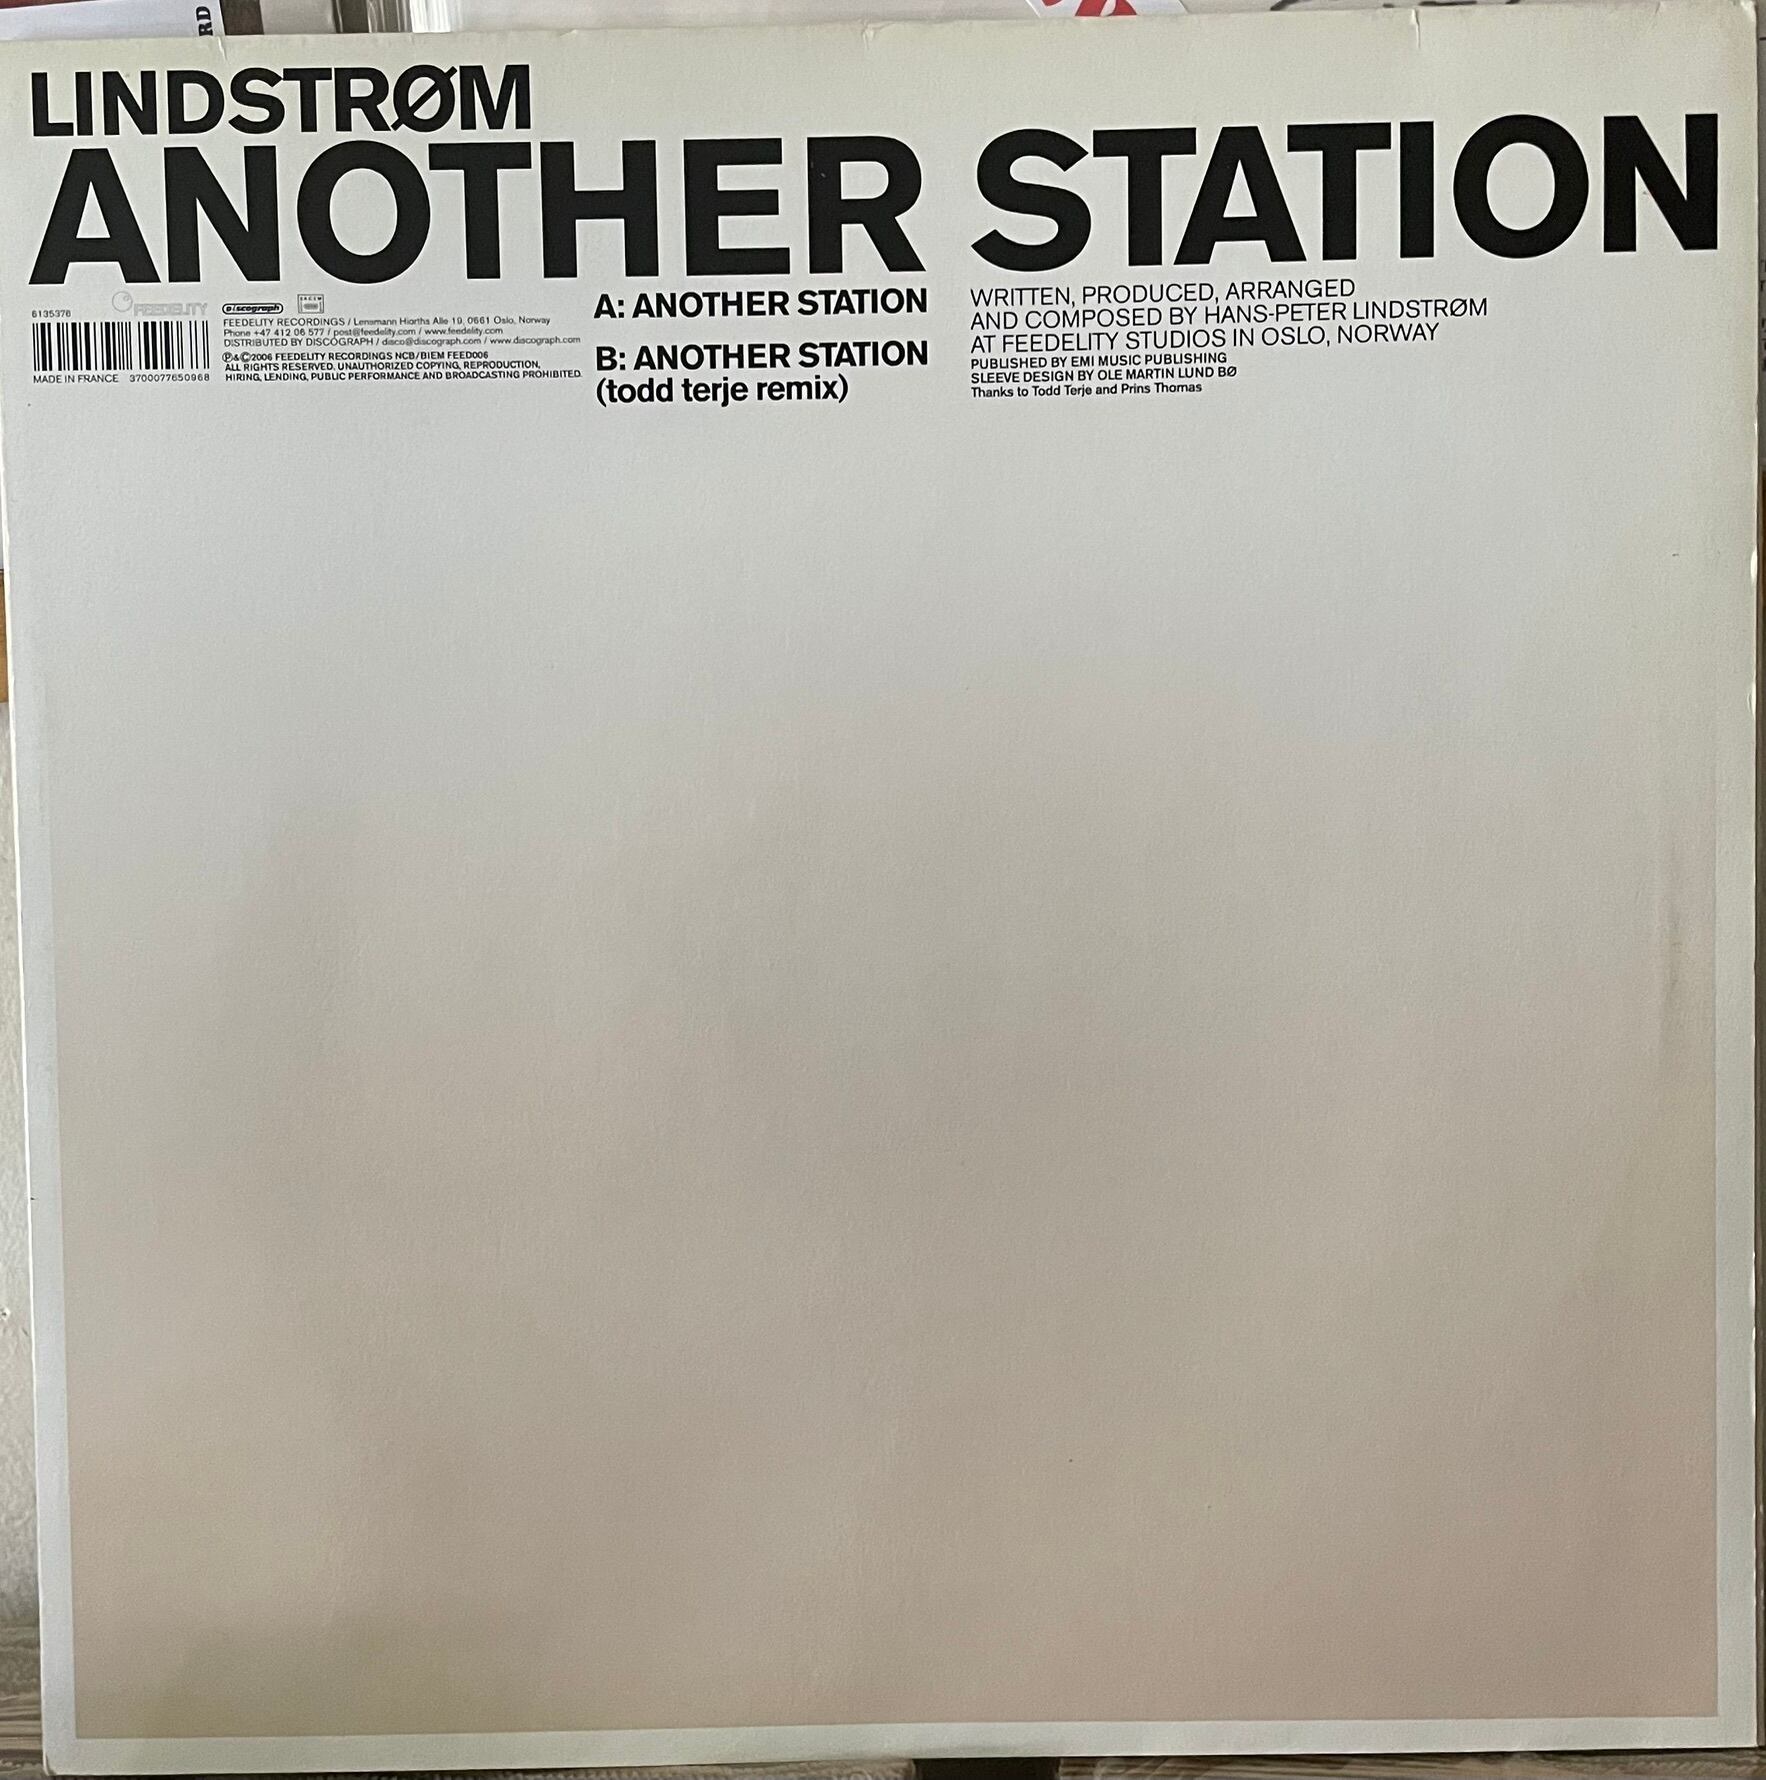 RD
LINDSTRØM
ANOTHER STATION
6135376
FEEDELITY
discograph
SACEM
MADE IN FRANCE 3700077650968
FEEDELITY RECORDINGS / Lensmann Hiorths Alle 19, 0661 Oslo, Norway
Phone +47 412 06 577 / post@feedelity.com / www.feedelity.com
DISTRIBUTED BY DISCOGRAPH / disco@discograph.com / www.discograph.com
℗&©2006 FEEDELITY RECORDINGS NCB/BIEM FEED006
ALL RIGHTS RESERVED. UNAUTHORIZED COPYING, REPRODUCTION,
HIRING, LENDING, PUBLIC PERFORMANCE AND BROADCASTING PROHIBITED.
A: ANOTHER STATION
B: ANOTHER STATION
(todd terje remix)
WRITTEN, PRODUCED, ARRANGED
AND COMPOSED BY HANS-PETER LINDSTRØM
AT FEEDELITY STUDIOS IN OSLO, NORWAY
PUBLISHED BY EMI MUSIC PUBLISHING
SLEEVE DESIGN BY OLE MARTIN LUND BØ
Thanks to Todd Terje and Prins Thomas